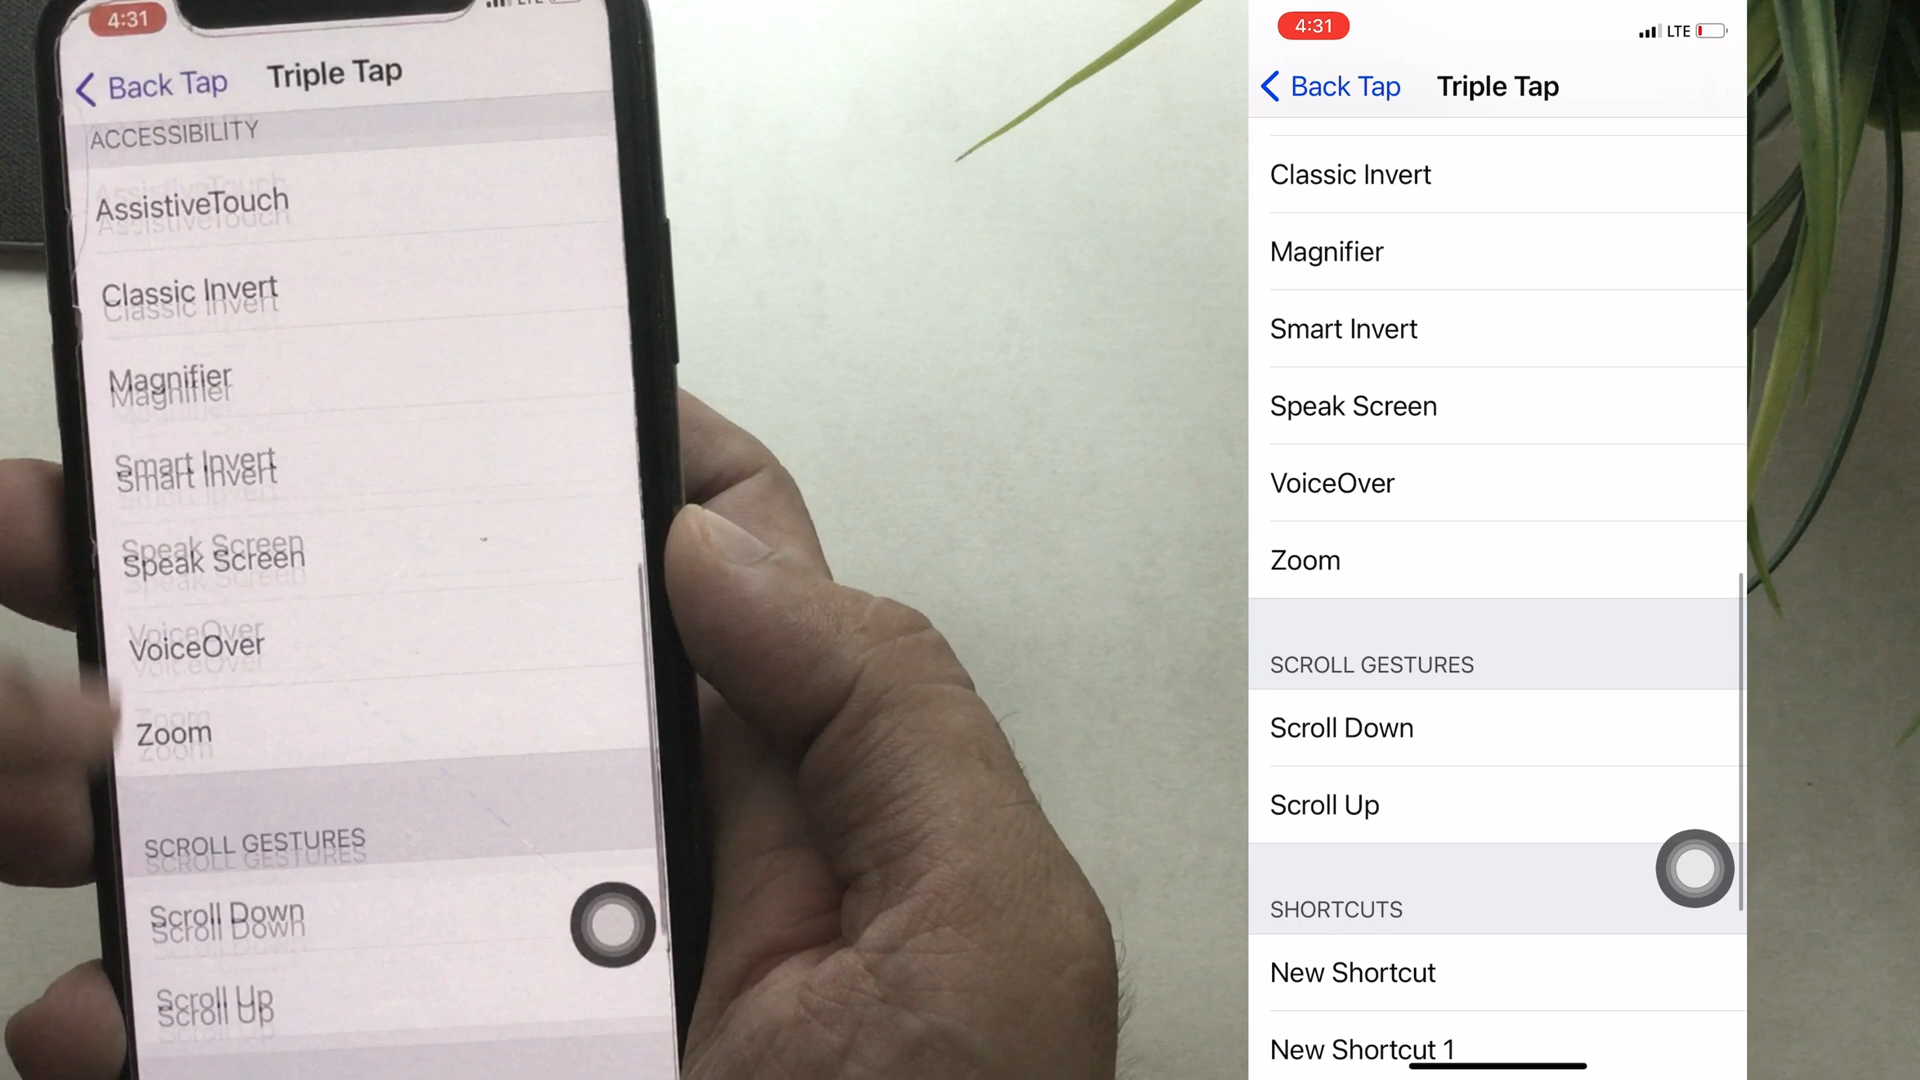 4:31
LTE
Back Tap Triple Tap
ACCESSIBILITY
AssistiveTouch
Classic Invert
Magnifier
Smart Invert
Speak Screen
VoiceOver
Zoom
SCROLL GESTURES
Scroll Down
Scroll Up
4:31 LTE
Back Tap Triple Tap
Classic Invert
Magnifier
Smart Invert
Speak Screen
VoiceOver
Zoom
SCROLL GESTURES
Scroll Down
Scroll Up
SHORTCUTS
New Shortcut
New Shortcut 1